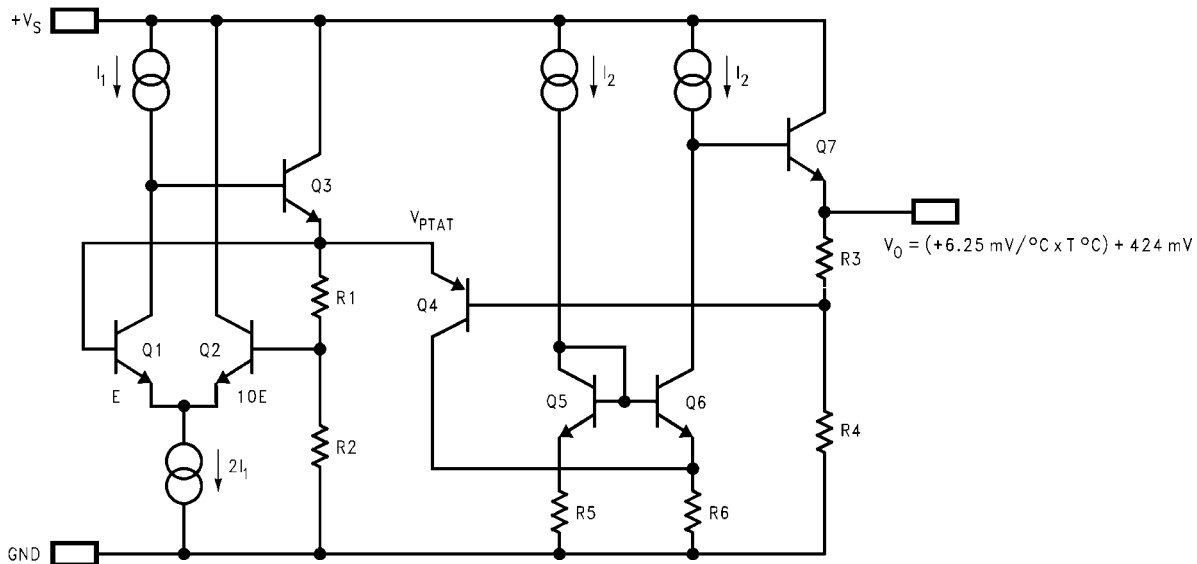 +VS
I1
I2
I2
Q7
Q3
VPTAT
VO = (+6.25 mV/°C x T °C) + 424 mV
R3
R1
Q4
Q1
Q2
E
10E
Q5
Q6
R2
R4
2I1
R5
R6
GND